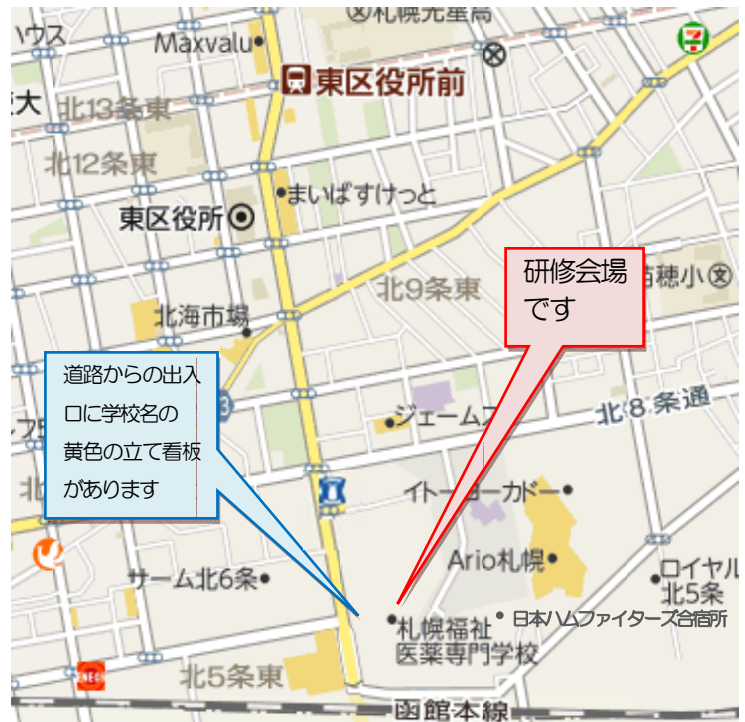 札幌光星高
ハウス
Maxvalu
東区役所前
大
北13条東
北12条東
まいばすけっと
東区役所
研修会場
です
北9条東
苗穂小
文
北海市場
道路からの出入
口に学校名の
黄色の立て看板
があります
ジェームス
北8条通
イトーヨーカドー
Ario札幌
サーム北6条
ロイヤル
北5条
札幌福祉
医薬専門学校
日本ハムファイターズ合宿所
ENEOS
北5条東
函館本線